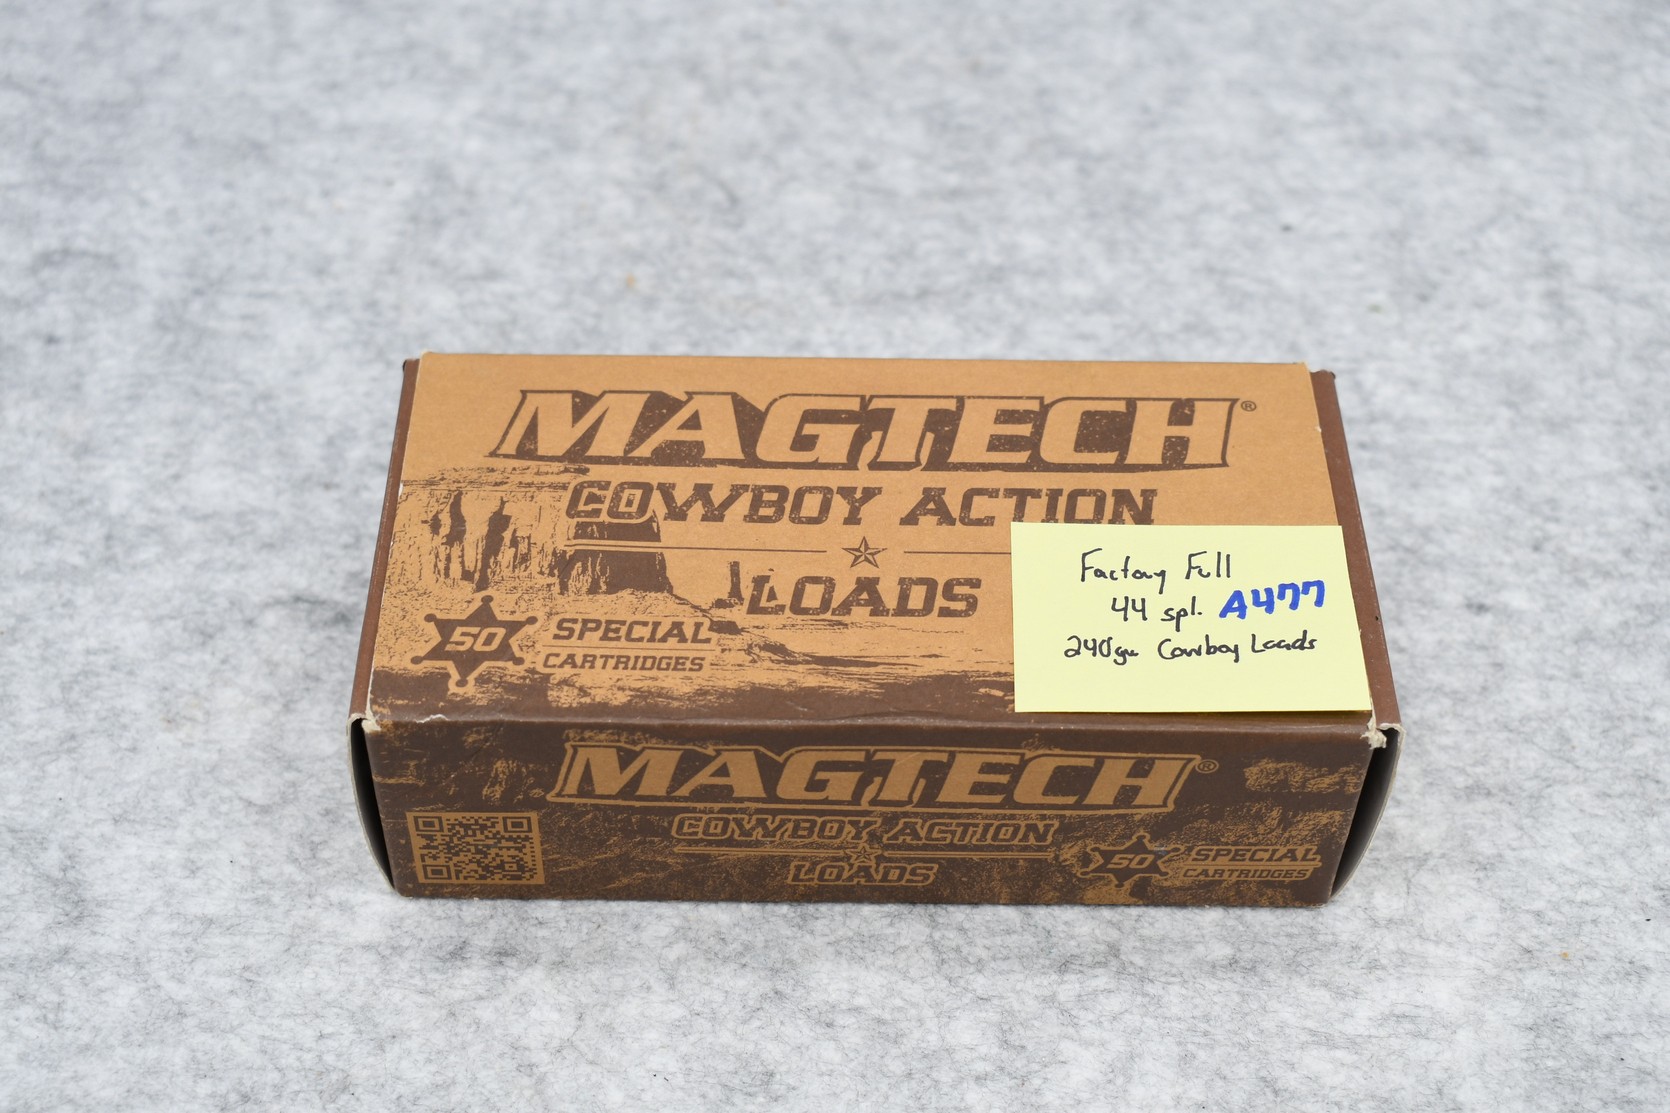 MAGTECH®
COWBOY ACTION
LOADS
50 SPECIAL
CARTRIDGES
Factory Full
44 spl. A477
240gr Cowboy Loads
MAGTECH®
COWBOY ACTION
LOADS
50 SPECIAL
CARTRIDGES